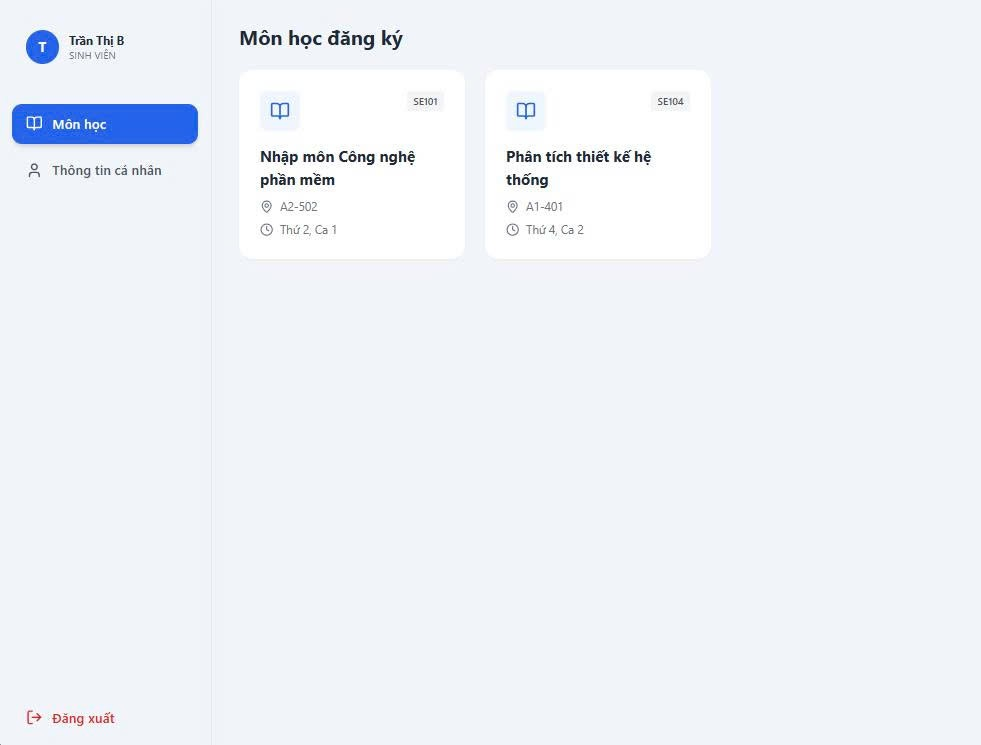 T
Trần Thị B
SINH VIÊN
Môn học
Thông tin cá nhân
Đăng xuất
Môn học đăng ký
SE101
Nhập môn Công nghệ
phần mềm
A2-502
Thứ 2, Ca 1
SE104
Phân tích thiết kế hệ
thống
A1-401
Thứ 4, Ca 2